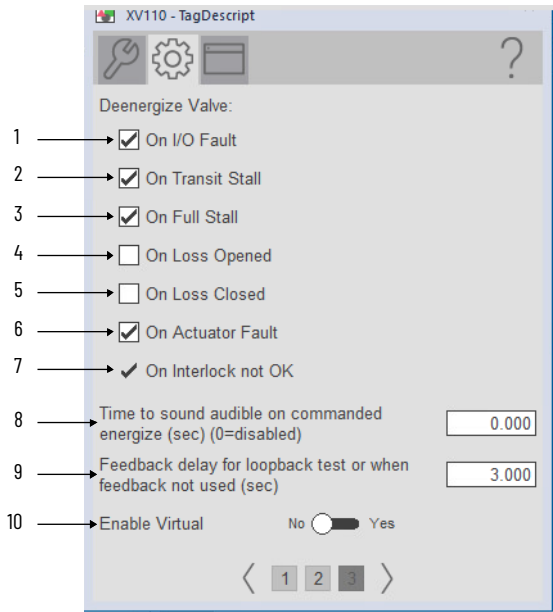 XV110 - TagDescript
?
Deenergize Valve:
1 On I/O Fault
2 On Transit Stall
3 On Full Stall
4 On Loss Opened
5 On Loss Closed
6 On Actuator Fault
7 On Interlock not OK
8 Time to sound audible on commanded
energize (sec) (0=disabled) 0.000
9 Feedback delay for loopback test or when
feedback not used (sec) 3.000
10 Enable Virtual No Yes
1 2 3